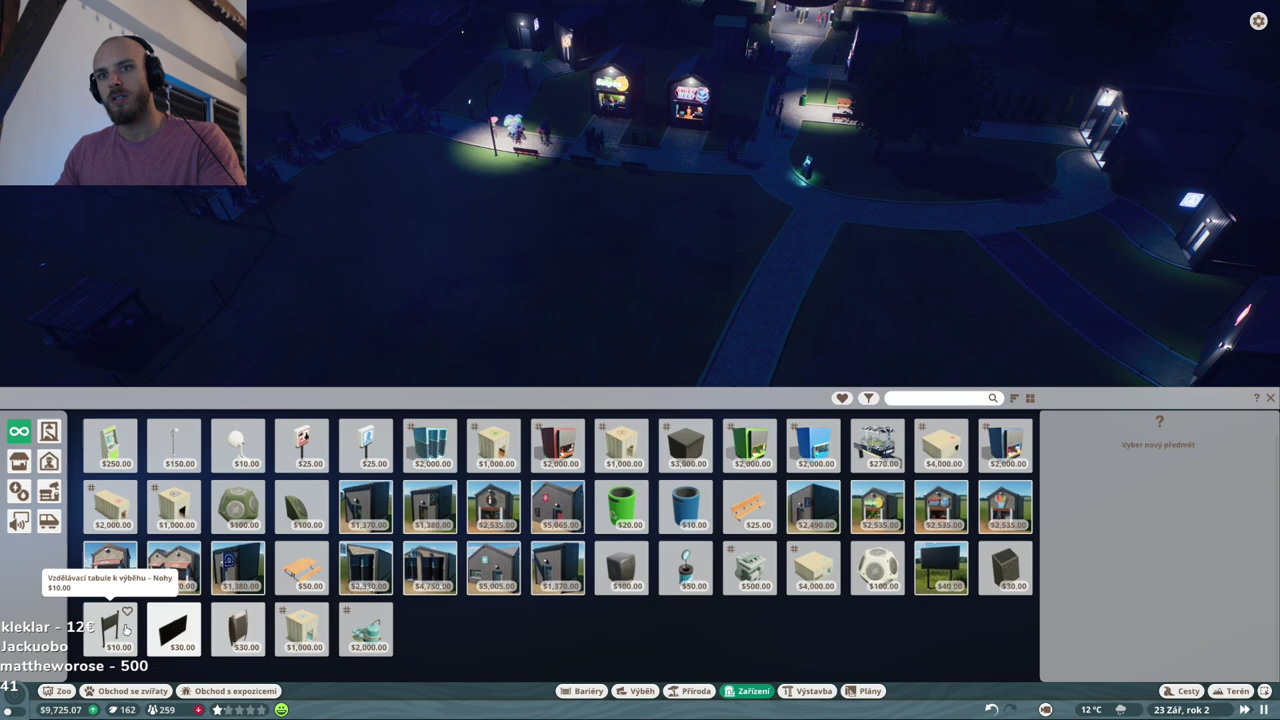 $250.00 $150.00 $10.00 $25.00 $25.00 $2,000.00 $1,000.00 $2,000.00 $1,000.00 $3,000.00 $2,000.00 $2,000.00 $270.00 $4,000.00 $2,000.00
$2,000.00 $1,000.00 $100.00 $100.00 $1,370.00 $1,380.00 $2,535.00 $5,065.00 $20.00 $10.00 $25.00 $2,490.00 $2,535.00 $2,535.00 $2,535.00
$1,380.00 $50.00 $2,330.00 $4,750.00 $5,005.00 $1,370.00 $100.00 $50.00 $500.00 $4,000.00 $100.00 $40.00 $30.00
Vzdělávací tabule k výběhu – Nohy
$10.00
$10.00 $30.00 $30.00 $1,000.00 $2,000.00
?
Vyber nový předmět
kleklar - 12€
Jackuobo
mattheworose - 500
41
Zoo Obchod se zvířaty Obchod s expozicemi Bariéry Výběh Příroda Zařízení Výstavba Plány Cesty Terén
$9,725.07 162 259 12 °C 23 Zář, rok 2